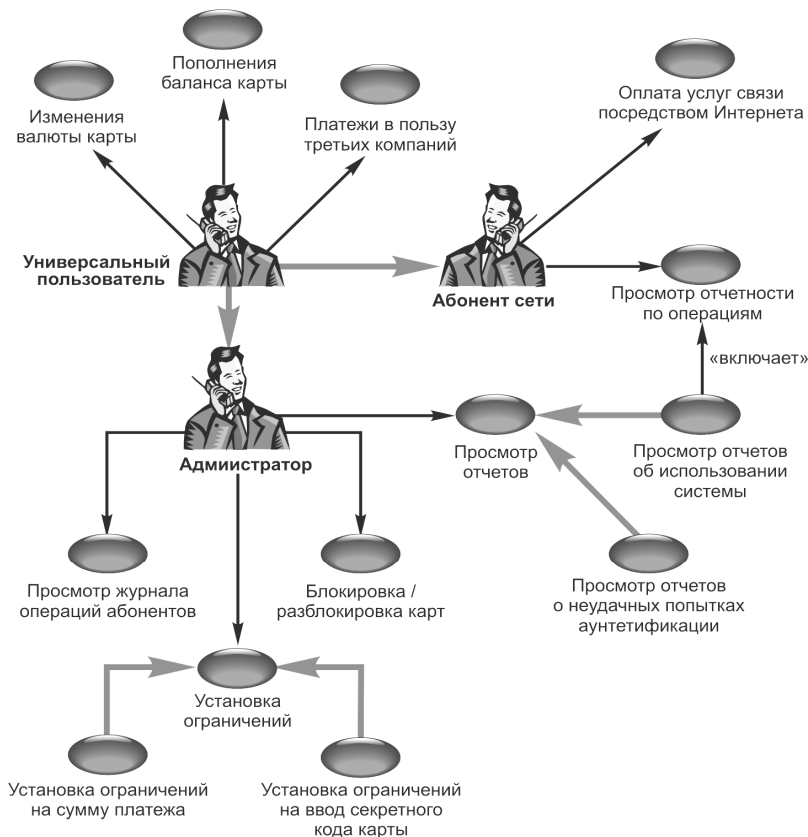 Пополнения
баланса карты
Изменения
валюты карты
Платежи в пользу
третьих компаний
Оплата услуг связи
посредством Интернета
Универсальный
пользователь
Абонент сети
Просмотр отчетности
по операциям
«включает»
Адмиистратор
Просмотр
отчетов
Просмотр отчетов
об использовании
системы
Просмотр журнала
операций абонентов
Блокировка /
разблокировка карт
Просмотр отчетов
о неудачных попытках
аунтетификации
Установка
ограничений
Установка ограничений
на сумму платежа
Установка ограничений
на ввод секретного
кода карты